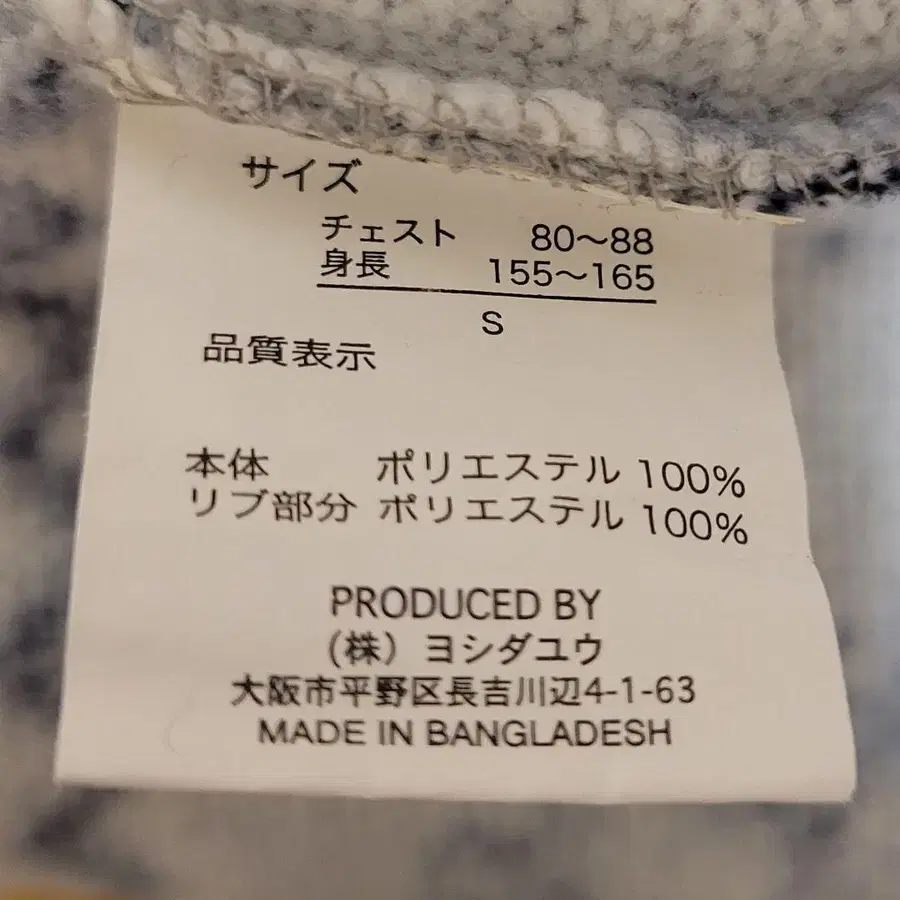 サイズ
チェスト 80～88
身長 155～165
S
品質表示
本体 ポリエステル 100%
リブ部分 ポリエステル 100%
PRODUCED BY
(株) ヨシダユウ
大阪市平野区長吉川辺4-1-63
MADE IN BANGLADESH